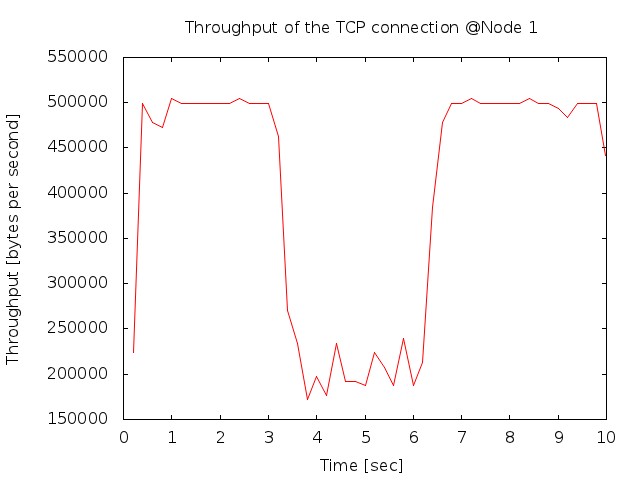 Throughput of the TCP connection @Node 1
550000
500000
450000
400000
350000
300000
250000
200000
150000
Throughput [bytes per second]
0 1 2 3 4 5 6 7 8 9 10
Time [sec]